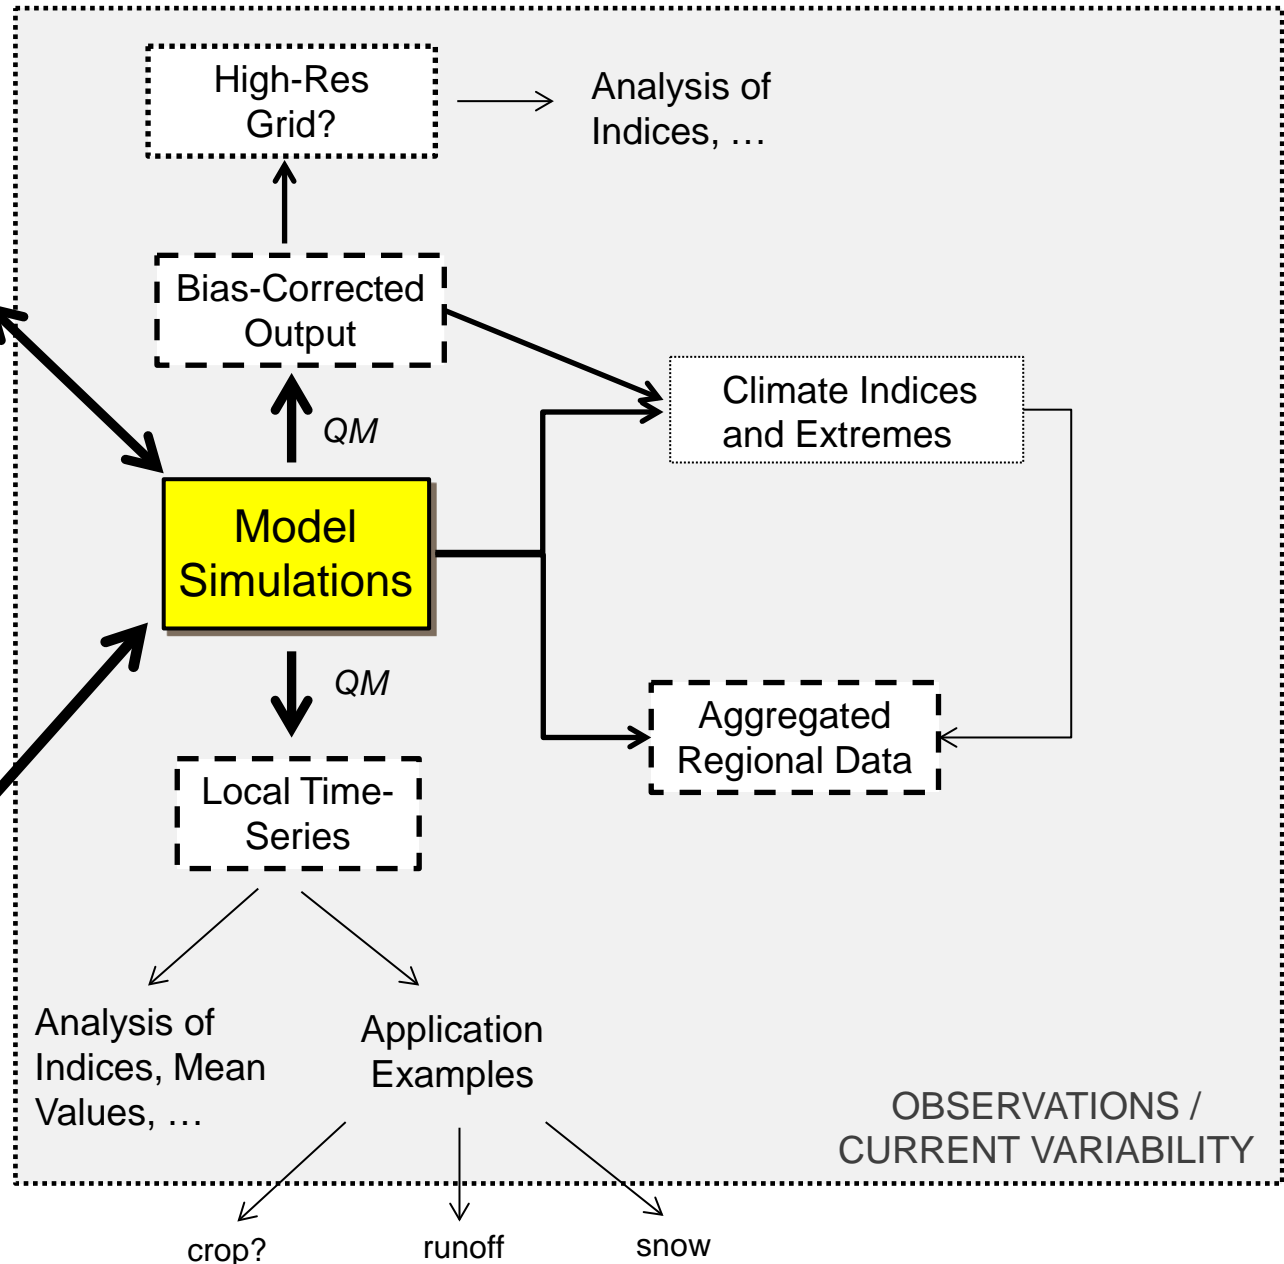 High-Res
Grid?
Analysis of
Indices, …
Bias-Corrected
Output
QM
Climate Indices
and Extremes
Model
Simulations
QM
Aggregated
Regional Data
Local Time-
Series
Analysis of
Indices, Mean
Values, …
Application
Examples
OBSERVATIONS /
CURRENT VARIABILITY
crop?
runoff
snow